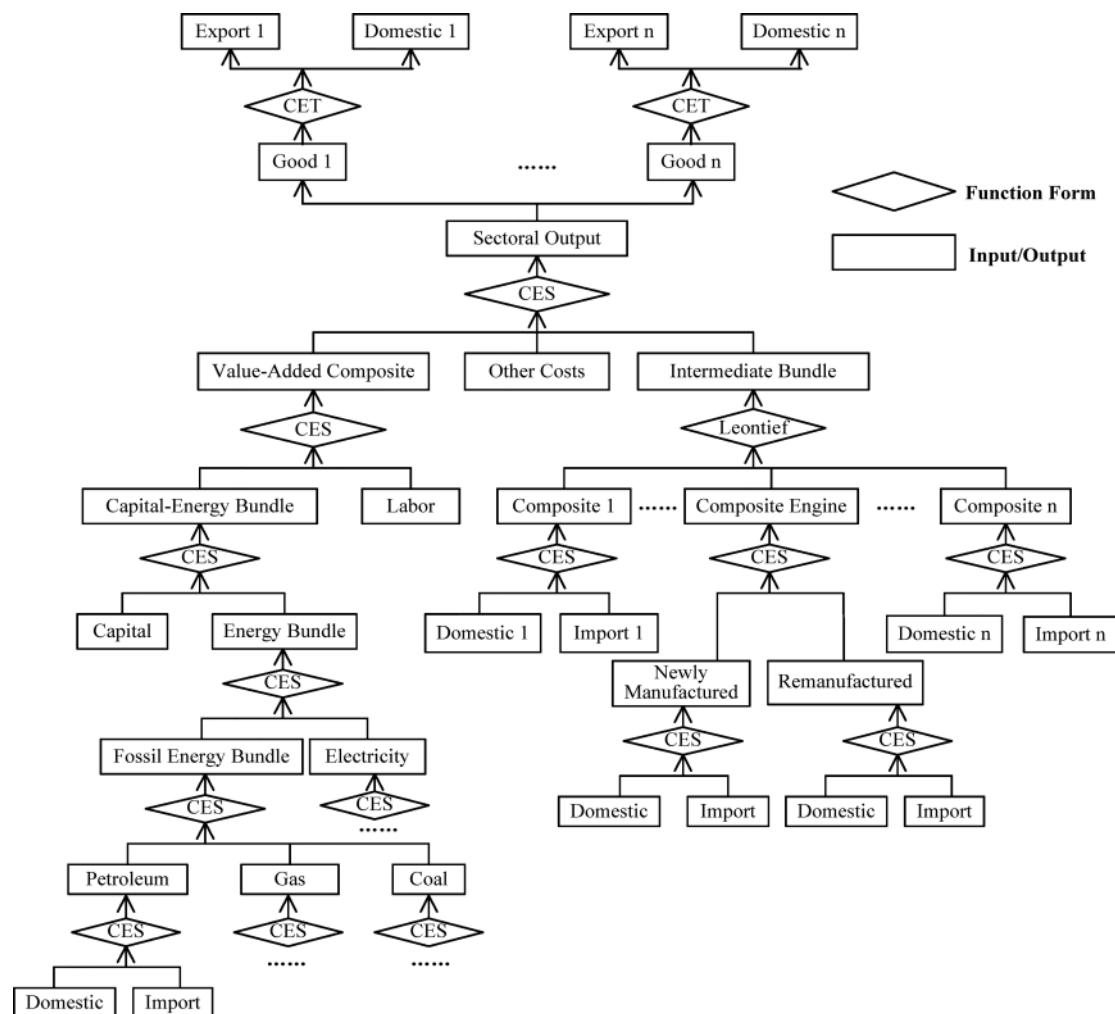 Export 1
Domestic 1
Export n
Domestic n
CET
CET
Good 1
......
Good n
Function Form
Sectoral Output
Input/Output
CES
Value-Added Composite
Other Costs
Intermediate Bundle
CES
Leontief
Capital-Energy Bundle
Labor
Composite 1
......
Composite Engine
......
Composite n
CES
CES
CES
CES
Capital
Energy Bundle
Domestic 1
Import 1
Domestic n
Import n
Newly
Manufactured
Remanufactured
CES
Fossil Energy Bundle
Electricity
CES
CES
CES
CES
......
Domestic
Import
Domestic
Import
Petroleum
Gas
Coal
CES
CES
CES
......
......
Domestic
Import